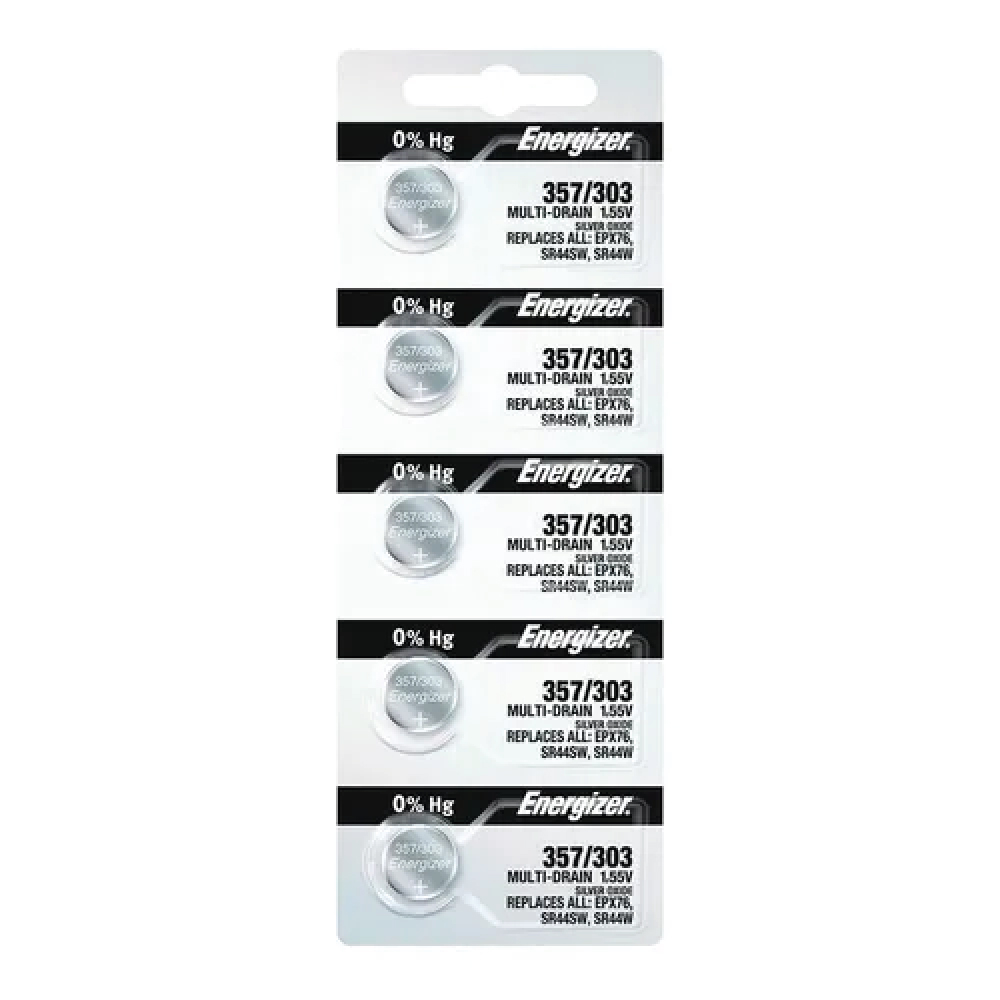 0% Hg Energizer.
357/303
Energizer
+
357/303
MULTI-DRAIN 1.55V
SILVER OXIDE
REPLACES ALL: EPX76,
SR44SW, SR44W
0% Hg Energizer.
357/303
Energizer
+
357/303
MULTI-DRAIN 1.55V
SILVER OXIDE
REPLACES ALL: EPX76,
SR44SW, SR44W
0% Hg Energizer.
357/303
Energizer
+
357/303
MULTI-DRAIN 1.55V
SILVER OXIDE
REPLACES ALL: EPX76,
SR44SW, SR44W
0% Hg Energizer.
357/303
Energizer
+
357/303
MULTI-DRAIN 1.55V
SILVER OXIDE
REPLACES ALL: EPX76,
SR44SW, SR44W
0% Hg Energizer.
357/303
Energizer
+
357/303
MULTI-DRAIN 1.55V
SILVER OXIDE
REPLACES ALL: EPX76,
SR44SW, SR44W